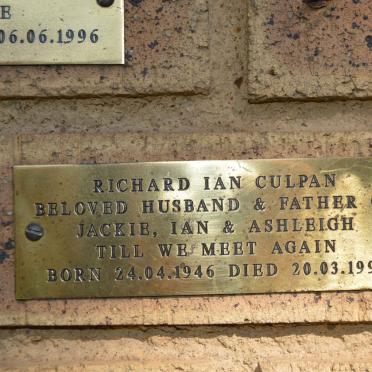 E
06.06.1996
RICHARD IAN CULPAN
BELOVED HUSBAND & FATHER
JACKIE, IAN & ASHLEIGH
TILL WE MEET AGAIN
BORN 24.04.1946 DIED 20.03.199